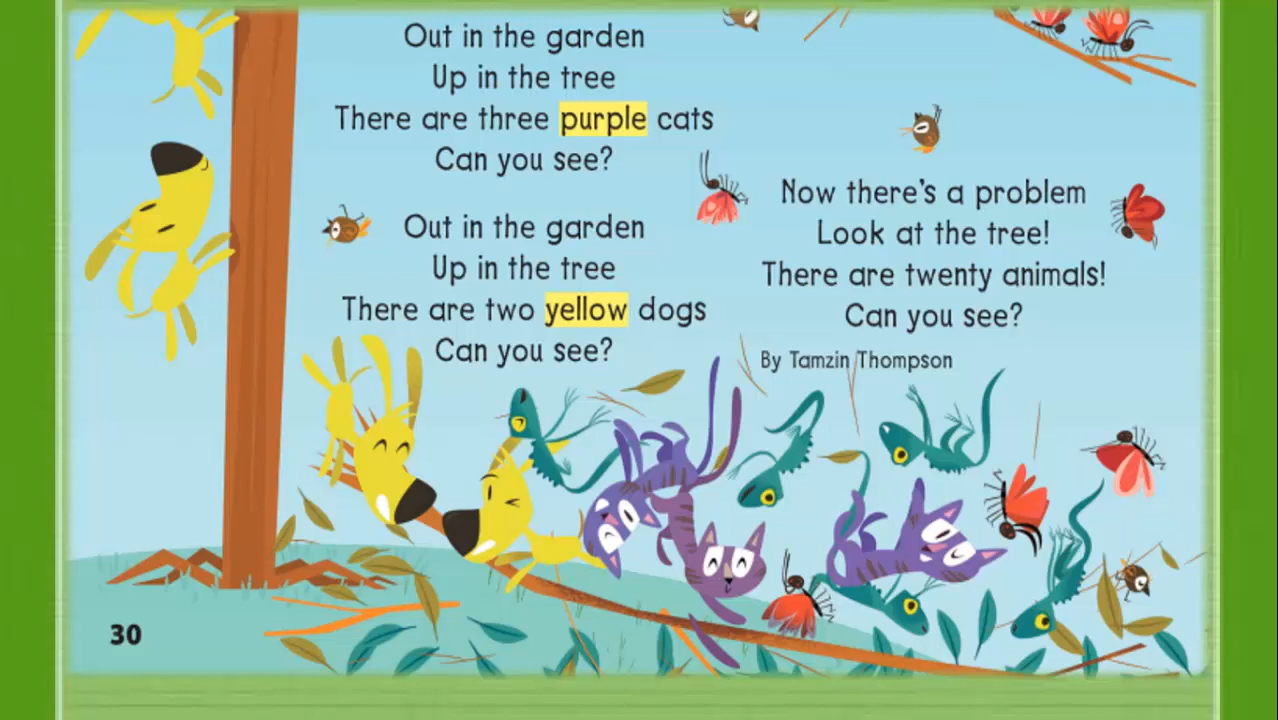 Out in the garden
Up in the tree
There are three purple cats
Can you see?
Out in the garden
Up in the tree
There are two yellow dogs
Can you see?
Now there's a problem
Look at the tree!
There are twenty animals!
Can you see?
By Tamzin Thompson
30